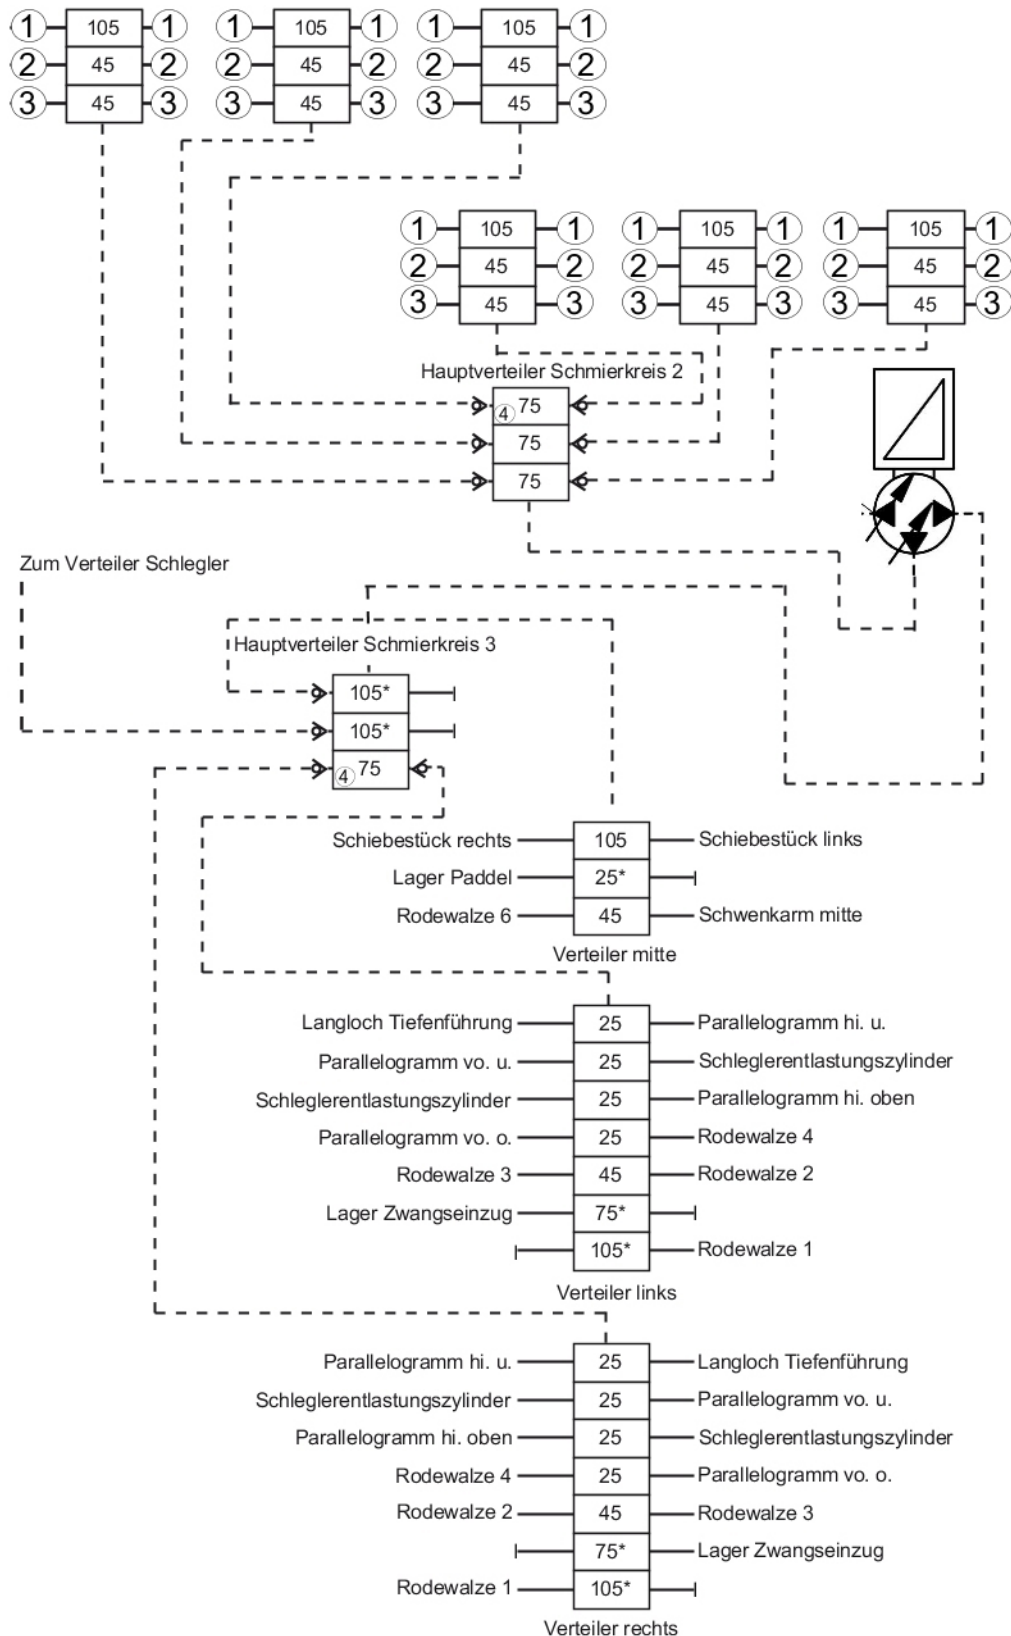 1 105 1 1 105 1 1 105 1
2 45 2 2 45 2 2 45 2
3 45 3 3 45 3 3 45 3
1 105 1 1 105 1 1 105 1
2 45 2 2 45 2 2 45 2
3 45 3 3 45 3 3 45 3
Hauptverteiler Schmierkreis 2
4 75
75
75
Zum Verteiler Schlegler
Hauptverteiler Schmierkreis 3
105*
105*
4 75
Schiebestück rechts 105 Schiebestück links
Lager Paddel 25*
Rodewalze 6 45 Schwenkarm mitte
Verteiler mitte
Langloch Tiefenführung 25 Parallelogramm hi. u.
Parallelogramm vo. u. 25 Schleglerentlastungszylinder
Schleglerentlastungszylinder 25 Parallelogramm hi. oben
Parallelogramm vo. o. 25 Rodewalze 4
Rodewalze 3 45 Rodewalze 2
Lager Zwangseinzug 75*
105* Rodewalze 1
Verteiler links
Parallelogramm hi. u. 25 Langloch Tiefenführung
Schleglerentlastungszylinder 25 Parallelogramm vo. u.
Parallelogramm hi. oben 25 Schleglerentlastungszylinder
Rodewalze 4 25 Parallelogramm vo. o.
Rodewalze 2 45 Rodewalze 3
75* Lager Zwangseinzug
Rodewalze 1 105*
Verteiler rechts